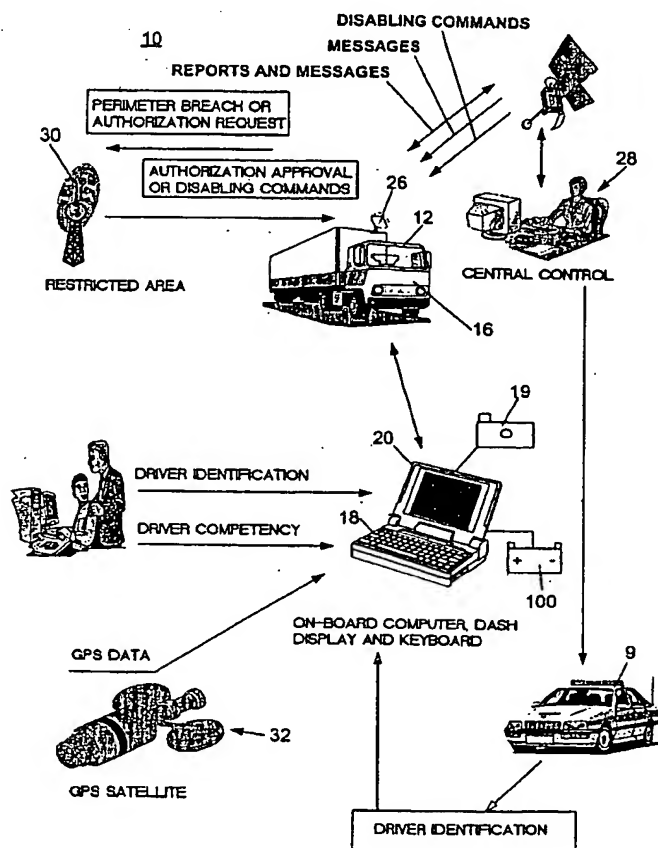 10
DISABLING COMMANDS
MESSAGES
REPORTS AND MESSAGES
PERIMETER BREACH OR
AUTHORIZATION REQUEST
30
AUTHORIZATION APPROVAL
OR DISABLING COMMANDS
26
12
28
RESTRICTED AREA
CENTRAL CONTROL
16
19
20
DRIVER IDENTIFICATION
18
DRIVER COMPETENCY
+ -
100
ON-BOARD COMPUTER, DASH
DISPLAY AND KEYBOARD
GPS DATA
9
32
GPS SATELLITE
DRIVER IDENTIFICATION